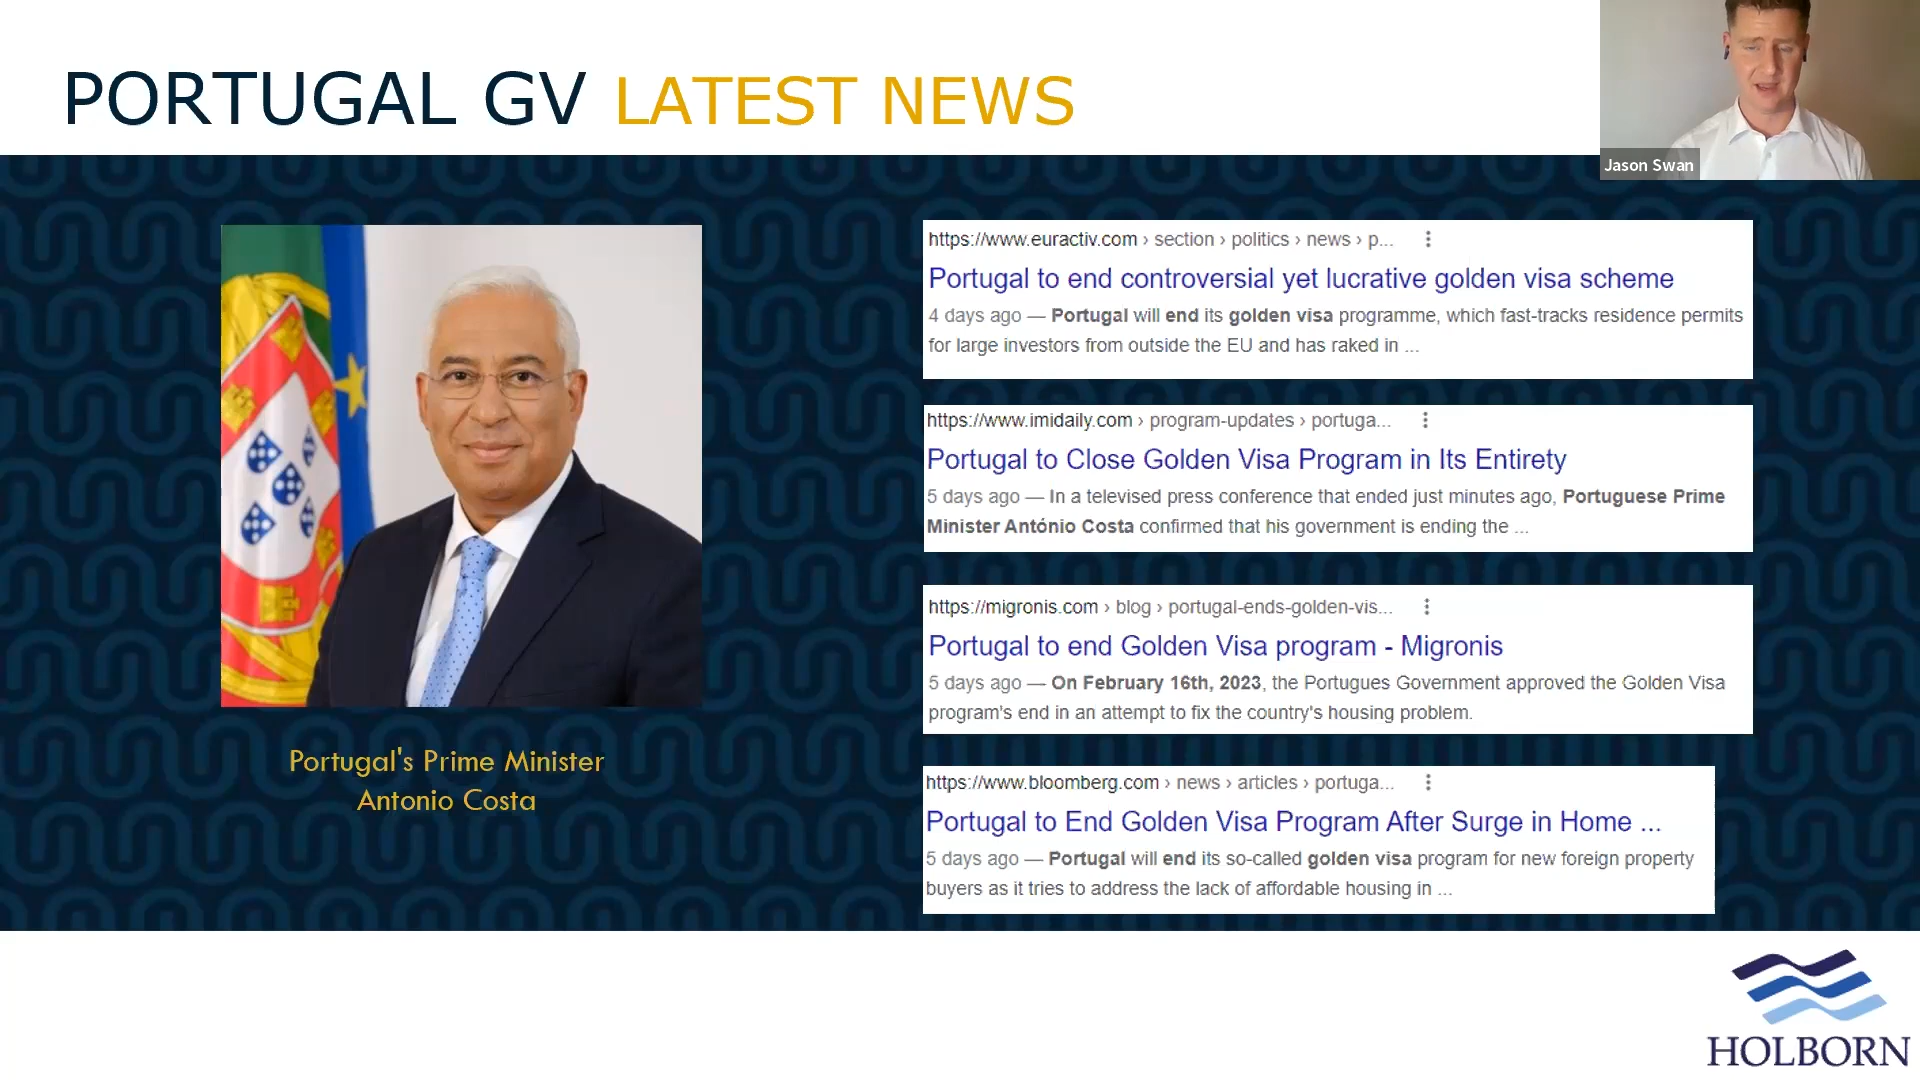 PORTUGAL GV LATEST NEWS
Jason Swan
https://www.euractiv.com › section › politics › news › p...
Portugal to end controversial yet lucrative golden visa scheme
4 days ago — Portugal will end its golden visa programme, which fast-tracks residence permits
for large investors from outside the EU and has raked in ...
https://www.imidaily.com › program-updates › portuga...
Portugal to Close Golden Visa Program in Its Entirety
5 days ago — In a televised press conference that ended just minutes ago, Portuguese Prime
Minister António Costa confirmed that his government is ending the ...
https://migronis.com › blog › portugal-ends-golden-vis...
Portugal to end Golden Visa program - Migronis
5 days ago — On February 16th, 2023, the Portugues Government approved the Golden Visa
program's end in an attempt to fix the country's housing problem.
https://www.bloomberg.com › news › articles › portuga...
Portugal to End Golden Visa Program After Surge in Home ...
5 days ago — Portugal will end its so-called golden visa program for new foreign property
buyers as it tries to address the lack of affordable housing in ...
Portugal's Prime Minister
Antonio Costa
HOLBORN